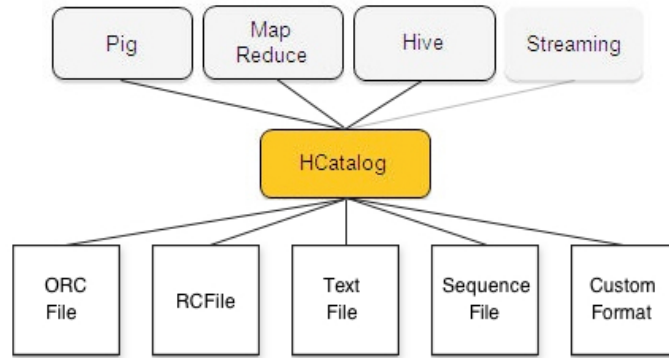 Pig
Map
Reduce
Hive
Streaming
HCatalog
ORC
File
RCFile
Text
File
Sequence
File
Custom
Format